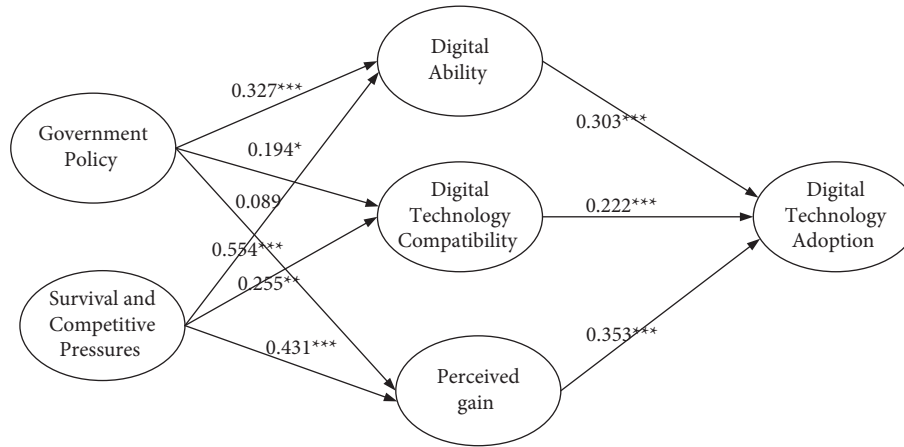 Digital
Ability
0.327***
0.303***
Government
Policy
0.194*
Digital
Technology
Compatibility
0.089
0.222***
Digital
Technology
Adoption
0.554***
0.255**
Survival and
Competitive
Pressures
0.431***
0.353***
Perceived
gain